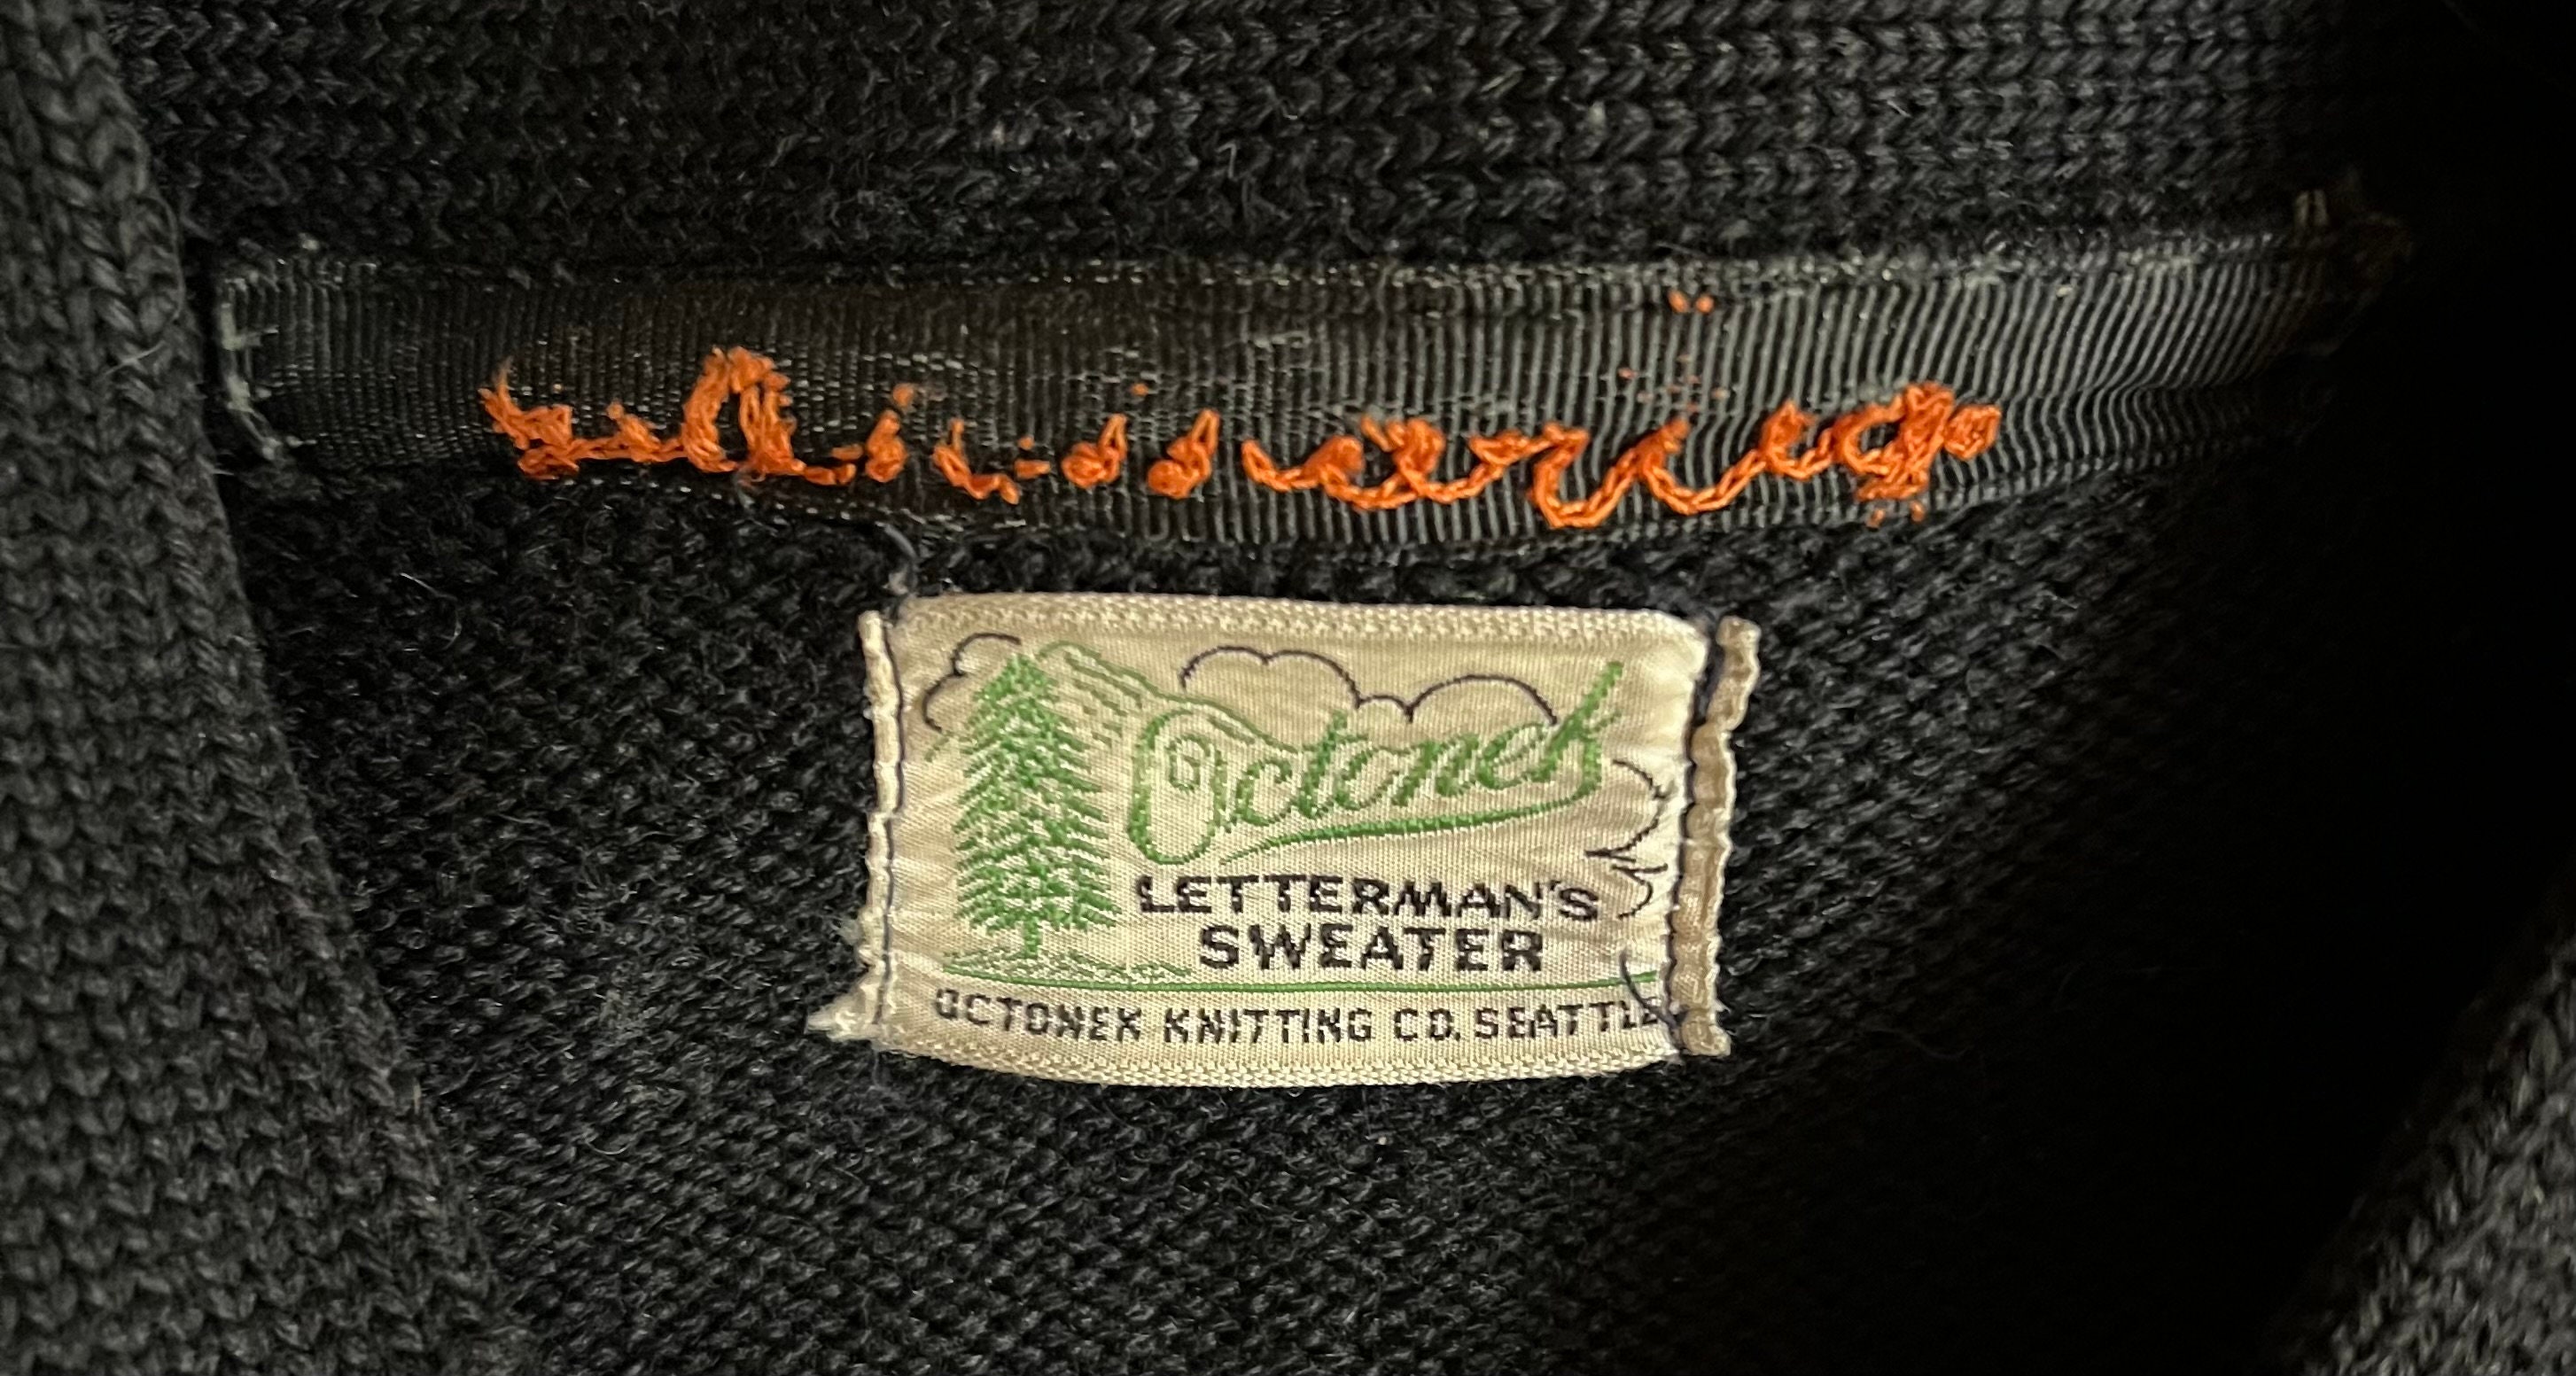 Octonek
LETTERMAN'S
SWEATER
OCTONEK KNITTING CO. SEATTLE